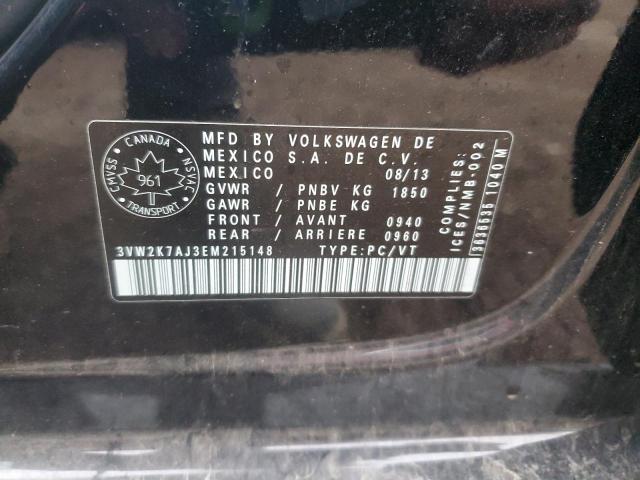 CANADA
CMVSS
NSVAC
961
TRANSPORT
MFD BY VOLKSWAGEN DE
MEXICO S.A. DE C.V.
MEXICO 08/13
GVWR / PNBV KG 1850
GAWR / PNBE KG
FRONT / AVANT 0940
REAR / ARRIERE 0960
3VW2K7AJ3EM215148 TYPE:PC/VT
COMPLIES:
ICES/NMB-002
3636535 1040 M